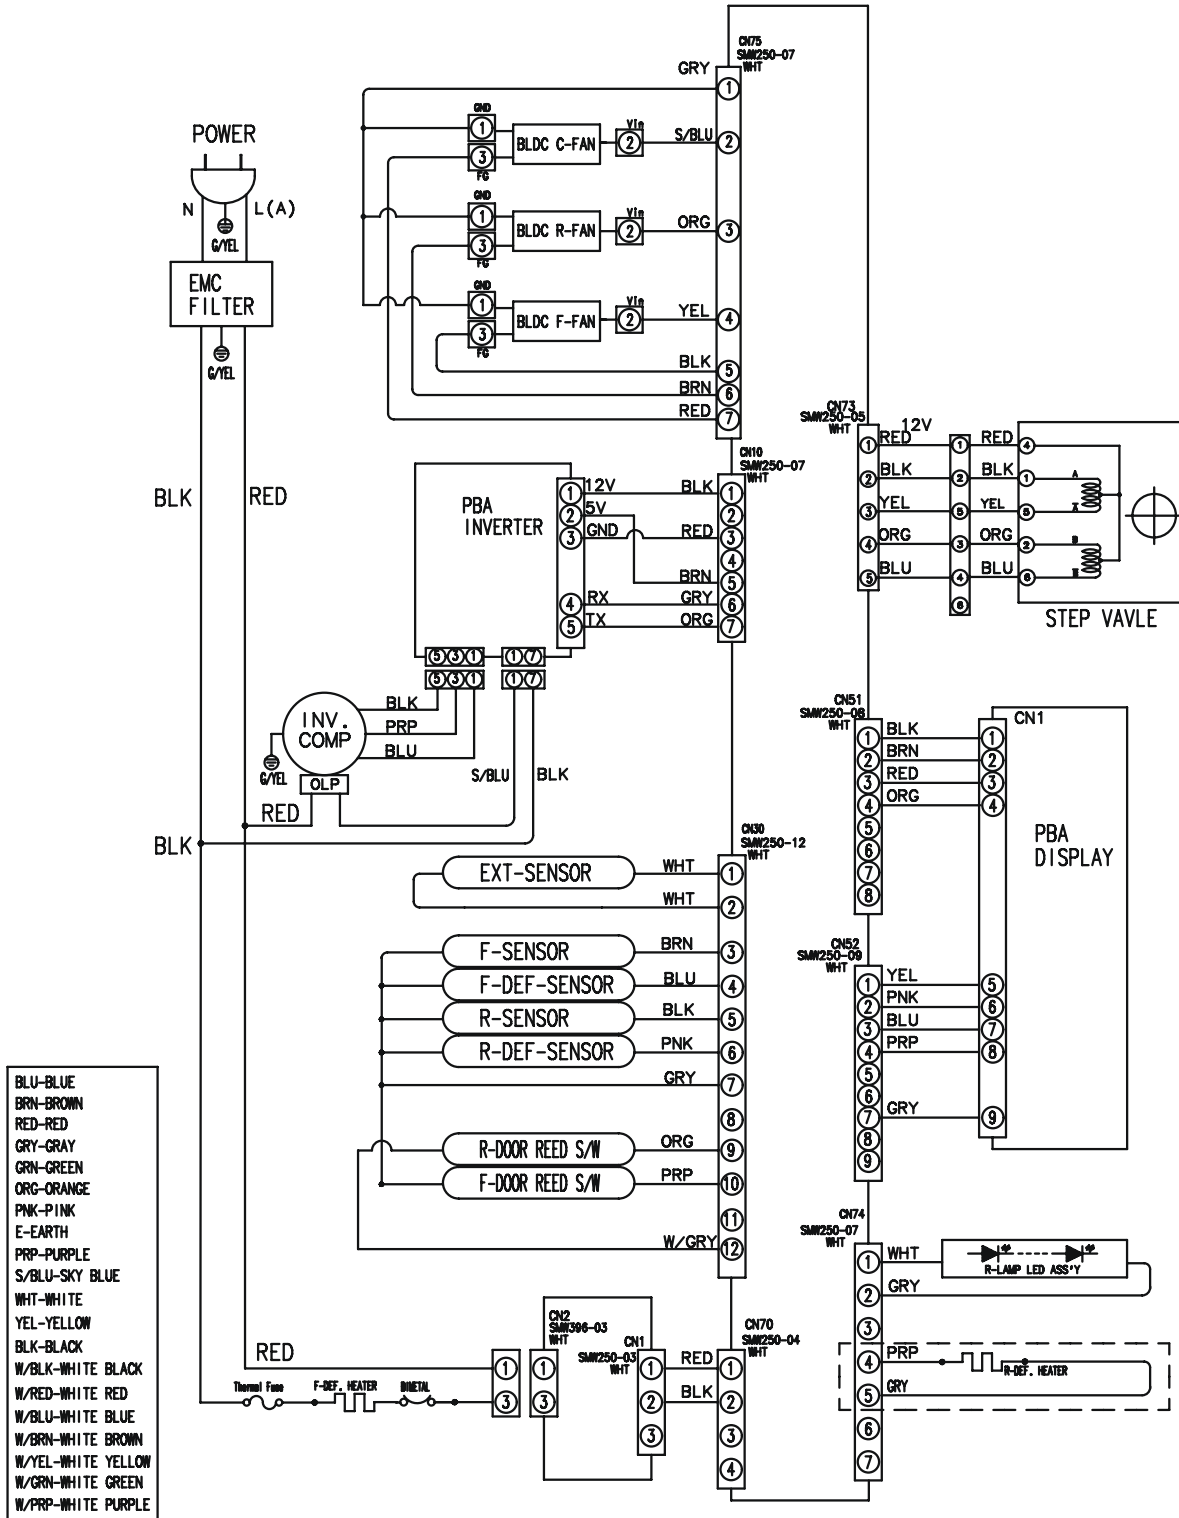 POWER
N
L(A)
G/YEL
EMC
FILTER
G/YEL
BLK
RED
CN75
SMW250-07
WHT
GRY
1
GND
1
BLDC C-FAN
Vin
2
S/BLU
2
3
FG
GND
1
BLDC R-FAN
Vin
2
ORG
3
3
FG
GND
1
BLDC F-FAN
Vin
2
YEL
4
3
FG
BLK
5
BRN
6
RED
7
CN10
SMW250-07
WHT
PBA
INVERTER
1 12V BLK 1
2 5V 2
3 GND RED 3
4
BRN 5
4 RX GRY 6
5 TX ORG 7
5 3 1 1 7
5 3 1 1 7
INV.
COMP
OLP
G/YEL
BLK
PRP
BLU
S/BLU
BLK
RED
BLK
CN73
SMW250-05
WHT
12V
1 RED 1 RED 4
2 BLK 2 BLK 1 A
3 YEL 5 YEL 5 A
4 ORG 3 ORG 2 B
5 BLU 4 BLU 6 B
6
STEP VAVLE
CN51
SMW250-08
WHT
CN1
1 BLK 1
2 BRN 2
3 RED 3
4 ORG 4
5
6
7
8
PBA
DISPLAY
CN52
SMW250-09
WHT
1 YEL 5
2 PNK 6
3 BLU 7
4 PRP 8
5
6
7 GRY 9
8
9
CN30
SMW250-12
WHT
EXT-SENSOR WHT 1
WHT 2
F-SENSOR BRN 3
F-DEF-SENSOR BLU 4
R-SENSOR BLK 5
R-DEF-SENSOR PNK 6
GRY 7
8
R-DOOR REED S/W ORG 9
F-DOOR REED S/W PRP 10
11
W/GRY 12
CN74
SMW250-07
WHT
1 WHT
R-LAMP LED ASS'Y
2 GRY
3
4 PRP
R-DEF. HEATER
5 GRY
6
7
RED
Thermal Fuse
F-DEF. HEATER
BIMETAL
1
3
CN2
SMW396-03
WHT
1
3
CN1
SMW250-03
WHT
1 RED 1
2 BLK 2
3 3
4
CN70
SMW250-04
WHT
BLU-BLUE
BRN-BROWN
RED-RED
GRY-GRAY
GRN-GREEN
ORG-ORANGE
PNK-PINK
E-EARTH
PRP-PURPLE
S/BLU-SKY BLUE
WHT-WHITE
YEL-YELLOW
BLK-BLACK
W/BLK-WHITE BLACK
W/RED-WHITE RED
W/BLU-WHITE BLUE
W/BRN-WHITE BROWN
W/YEL-WHITE YELLOW
W/GRN-WHITE GREEN
W/PRP-WHITE PURPLE